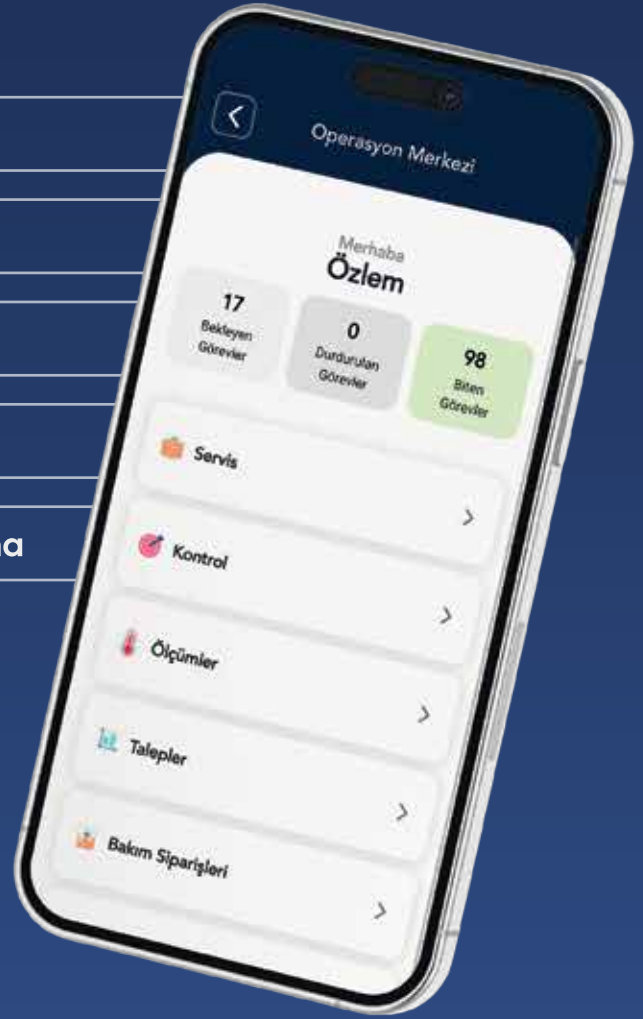 Operasyon Merkezi
Merhaba
Özlem
17
Bekleyen
Görevler
0
Durdurulan
Görevler
98
Biten
Görevler
Servis
Kontrol
Ölçümler
Talepler
Bakım Siparişleri